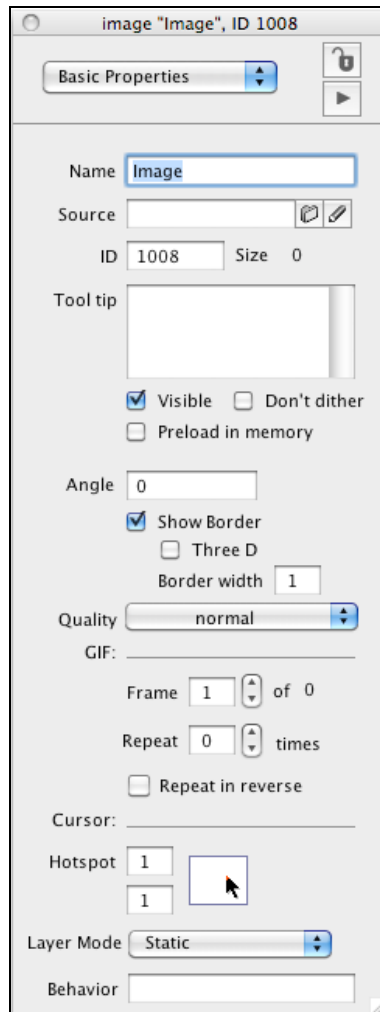 image "Image", ID 1008
Basic Properties
Name Image
Source
ID 1008 Size 0
Tool tip
Visible Don't dither
Preload in memory
Angle 0
Show Border
Three D
Border width 1
Quality normal
GIF:
Frame 1 of 0
Repeat 0 times
Repeat in reverse
Cursor:
Hotspot 1
1
Layer Mode Static
Behavior